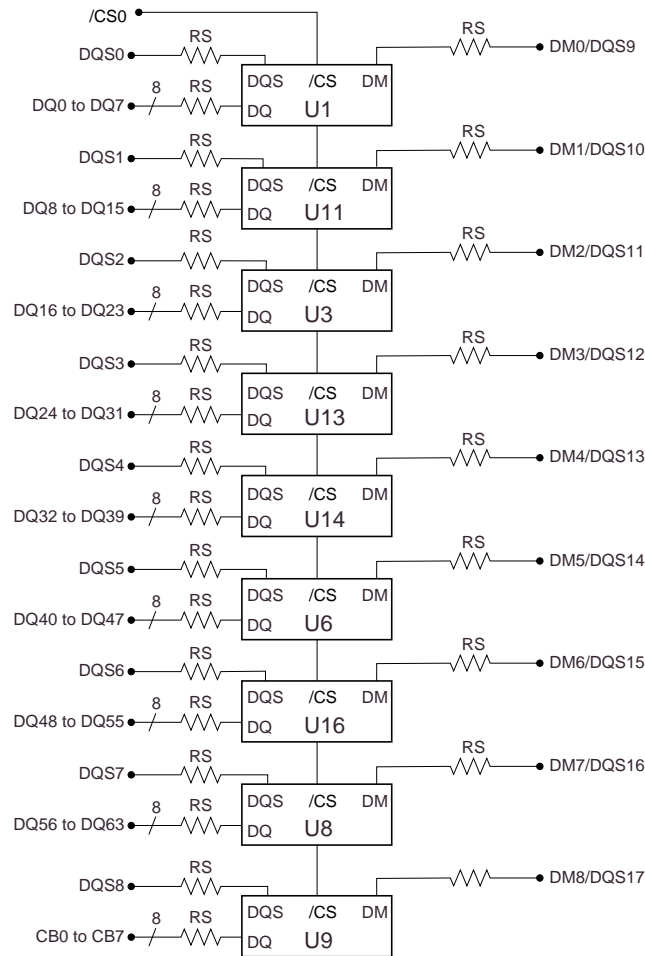 /CS0
RS
RS
DQS0
DM0/DQS9
DQS /CS DM
8 RS
DQ0 to DQ7
DQ U1
RS
RS
DQS1
DM1/DQS10
DQS /CS DM
8 RS
DQ8 to DQ15
DQ U11
RS
RS
DQS2
DM2/DQS11
DQS /CS DM
8 RS
DQ16 to DQ23
DQ U3
RS
RS
DQS3
DM3/DQS12
DQS /CS DM
8 RS
DQ24 to DQ31
DQ U13
RS
RS
DQS4
DM4/DQS13
DQS /CS DM
8 RS
DQ32 to DQ39
DQ U14
RS
RS
DQS5
DM5/DQS14
DQS /CS DM
8 RS
DQ40 to DQ47
DQ U6
RS
RS
DQS6
DM6/DQS15
DQS /CS DM
8 RS
DQ48 to DQ55
DQ U16
RS
RS
DQS7
DM7/DQS16
DQS /CS DM
8 RS
DQ56 to DQ63
DQ U8
RS
DQS8
DM8/DQS17
DQS /CS DM
8 RS
CB0 to CB7
DQ U9